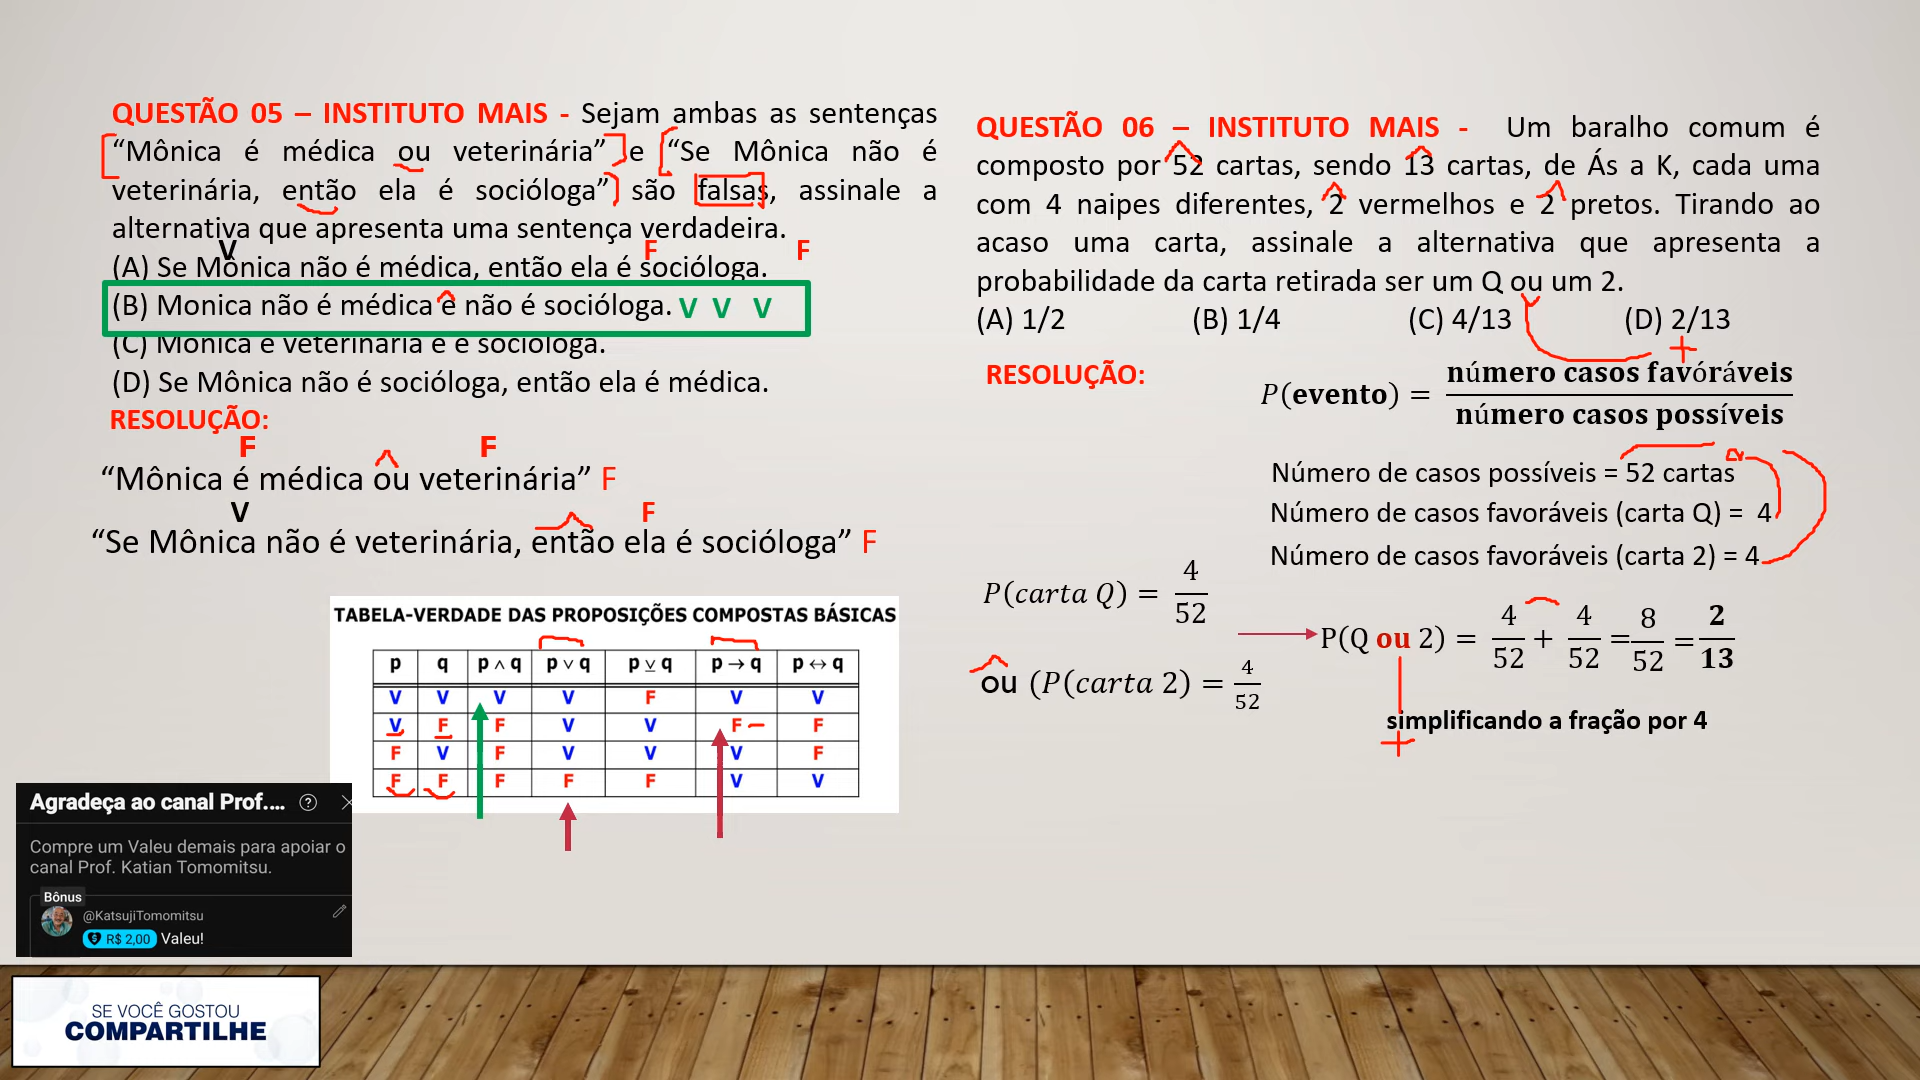 QUESTÃO 05 – INSTITUTO MAIS - Sejam ambas as sentenças
“Mônica é médica ou veterinária” e “Se Mônica não é
veterinária, então ela é socióloga” são falsas, assinale a
alternativa que apresenta uma sentença verdadeira.
V F F
(A) Se Mônica não é médica, então ela é socióloga.
(B) Monica não é médica e não é socióloga. V V V
(C) Mônica é veterinária e é socióloga.
(D) Se Mônica não é socióloga, então ela é médica.
RESOLUÇÃO:
F F
“Mônica é médica ou veterinária” F
V F
“Se Mônica não é veterinária, então ela é socióloga” F
TABELA-VERDADE DAS PROPOSIÇÕES COMPOSTAS BÁSICAS
p q p ∧ q p ∨ q p ⊻ q p → q p ↔ q
V V V V F V V
V F F V V F F
F V F V V V F
F F F F F V V
Agradeça ao canal Prof....
Compre um Valeu demais para apoiar o
canal Prof. Katian Tomomitsu.
Bônus
@KatsujiTomomitsu
R$ 2,00 Valeu!
SE VOCÊ GOSTOU
COMPARTILHE
QUESTÃO 06 – INSTITUTO MAIS - Um baralho comum é
composto por 52 cartas, sendo 13 cartas, de Ás a K, cada uma
com 4 naipes diferentes, 2 vermelhos e 2 pretos. Tirando ao
acaso uma carta, assinale a alternativa que apresenta a
probabilidade da carta retirada ser um Q ou um 2.
(A) 1/2 (B) 1/4 (C) 4/13 (D) 2/13
RESOLUÇÃO:
P(evento) = número casos favóráveis / número casos possíveis
Número de casos possíveis = 52 cartas
Número de casos favoráveis (carta Q) = 4
Número de casos favoráveis (carta 2) = 4
P(carta Q) = 4/52
P(Q ou 2) = 4/52 + 4/52 = 8/52 = 2/13
ou (P(carta 2) = 4/52
simplificando a fração por 4